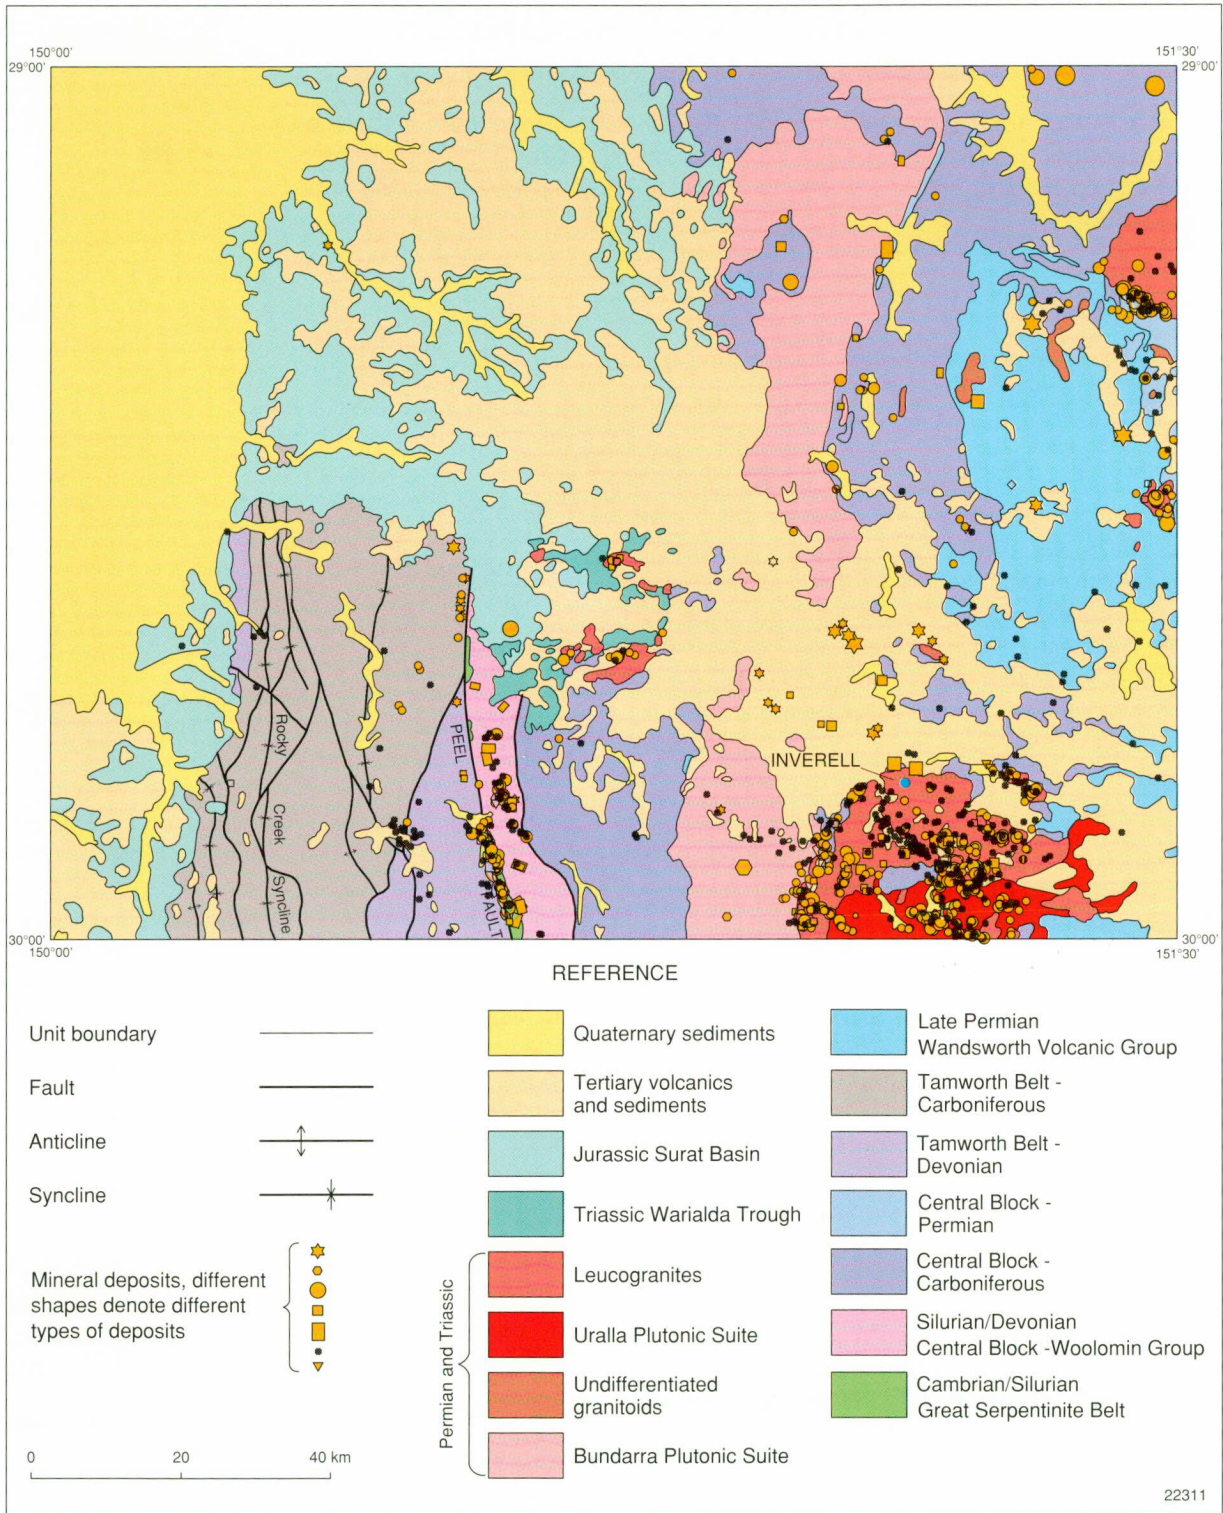 150°00'
151°30'
29°00'
29°00'
Rocky
Creek
Syncline
PEEL
FAULT
INVERELL
30°00'
30°00'
150°00'
151°30'
REFERENCE
Unit boundary
Fault
Anticline
Syncline
Mineral deposits, different
shapes denote different
types of deposits
0
20
40 km
Permian and Triassic
Quaternary sediments
Tertiary volcanics
and sediments
Jurassic Surat Basin
Triassic Warialda Trough
Leucogranites
Uralla Plutonic Suite
Undifferentiated
granitoids
Bundarra Plutonic Suite
Late Permian
Wandsworth Volcanic Group
Tamworth Belt -
Carboniferous
Tamworth Belt -
Devonian
Central Block -
Permian
Central Block -
Carboniferous
Silurian/Devonian
Central Block -Woolomin Group
Cambrian/Silurian
Great Serpentinite Belt
22311